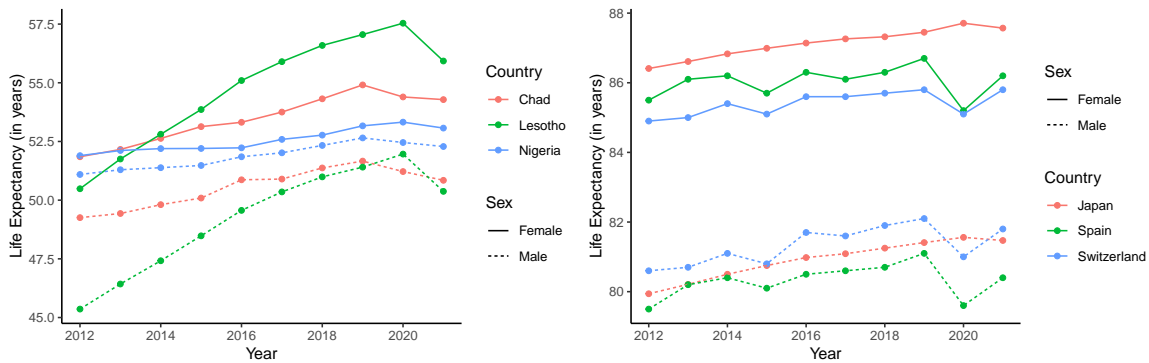 57.5
55.0
52.5
50.0
47.5
45.0
Life Expectancy (in years)
2012
2014
2016
2018
2020
Year
Country
Chad
Lesotho
Nigeria
Sex
Female
Male
88
86
84
82
80
Life Expectancy (in years)
2012
2014
2016
2018
2020
Year
Sex
Female
Male
Country
Japan
Spain
Switzerland